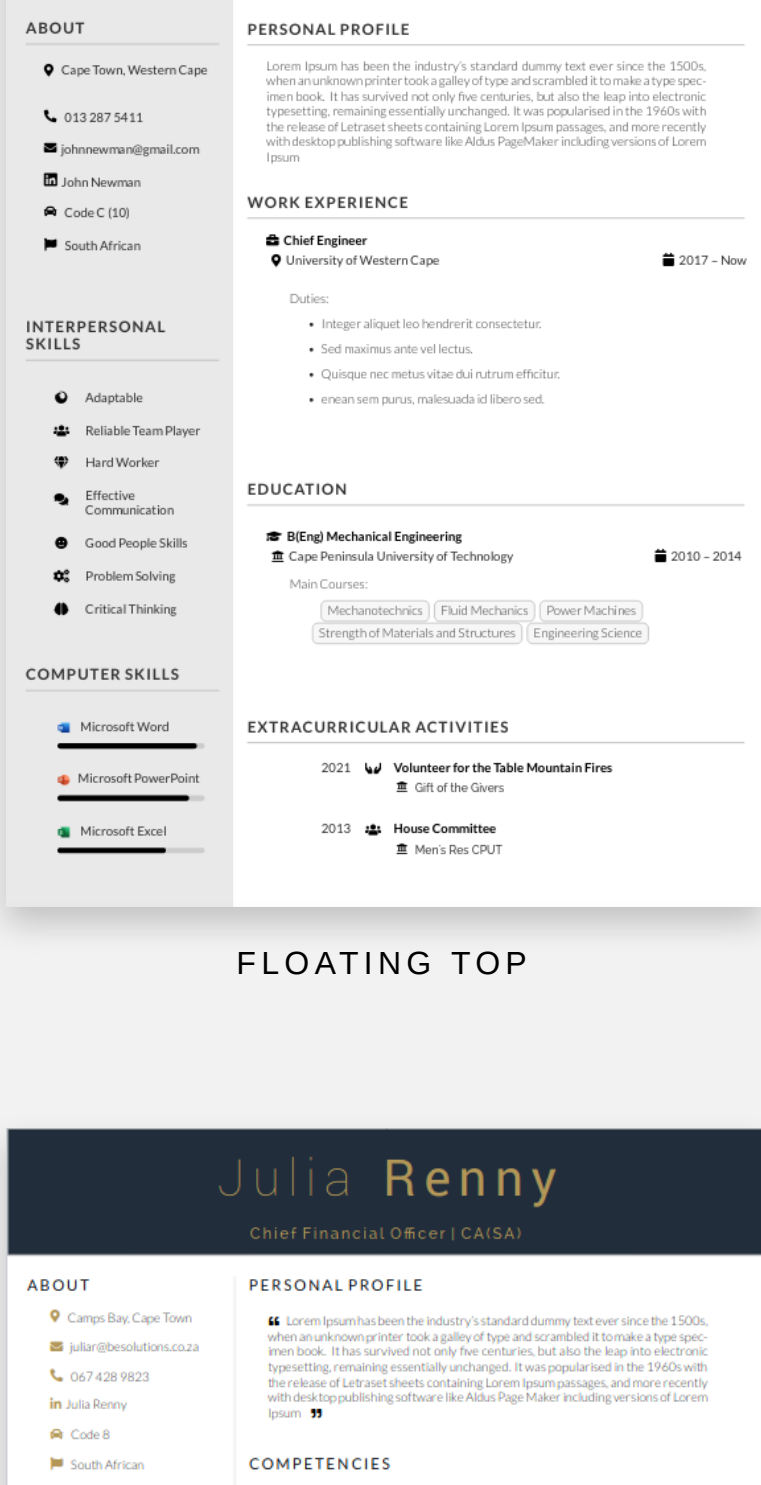 ABOUT
Cape Town, Western Cape
013 287 5411
johnnewman@gmail.com
John Newman
Code C (10)
South African
INTERPERSONAL
SKILLS
Adaptable
Reliable Team Player
Hard Worker
Effective
Communication
Good People Skills
Problem Solving
Critical Thinking
COMPUTER SKILLS
Microsoft Word
Microsoft PowerPoint
Microsoft Excel
PERSONAL PROFILE
Lorem Ipsum has been the industry's standard dummy text ever since the 1500s,
when an unknown printer took a galley of type and scrambled it to make a type spec-
imen book. It has survived not only five centuries, but also the leap into electronic
typesetting, remaining essentially unchanged. It was popularised in the 1960s with
the release of Letraset sheets containing Lorem Ipsum passages, and more recently
with desktop publishing software like Aldus PageMaker including versions of Lorem
Ipsum
WORK EXPERIENCE
Chief Engineer
University of Western Cape 2017 – Now
Duties:
• Integer aliquet leo hendrerit consectetur.
• Sed maximus ante vel lectus.
• Quisque nec metus vitae dui rutrum efficitur.
• enean sem purus, malesuada id libero sed.
EDUCATION
B(Eng) Mechanical Engineering
Cape Peninsula University of Technology 2010 – 2014
Main Courses:
Mechanotechnics Fluid Mechanics Power Machines
Strength of Materials and Structures Engineering Science
EXTRACURRICULAR ACTIVITIES
2021 Volunteer for the Table Mountain Fires
Gift of the Givers
2013 House Committee
Men's Res CPUT
FLOATING TOP
Julia Renny
Chief Financial Officer | CA(SA)
ABOUT
Camps Bay, Cape Town
juliar@besolutions.co.za
067 428 9823
in Julia Renny
Code 8
South African
PERSONAL PROFILE
“ Lorem Ipsum has been the industry's standard dummy text ever since the 1500s,
when an unknown printer took a galley of type and scrambled it to make a type spec-
imen book. It has survived not only five centuries, but also the leap into electronic
typesetting, remaining essentially unchanged. It was popularised in the 1960s with
the release of Letraset sheets containing Lorem Ipsum passages, and more recently
with desktop publishing software like Aldus Page Maker including versions of Lorem
Ipsum ”
COMPETENCIES